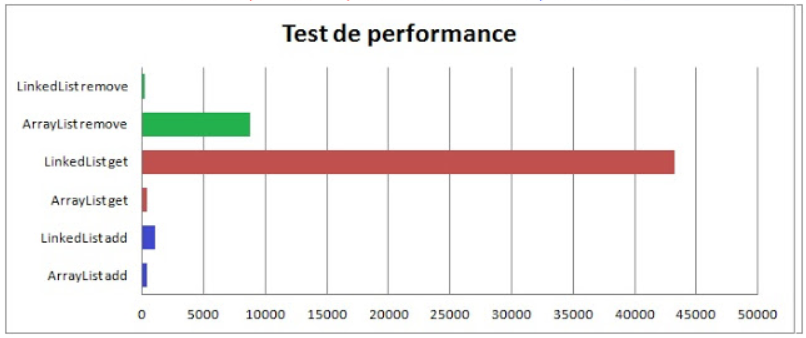 Test de performance
LinkedList remove
ArrayList remove
LinkedList get
ArrayList get
LinkedList add
ArrayList add
0 5000 10000 15000 20000 25000 30000 35000 40000 45000 50000